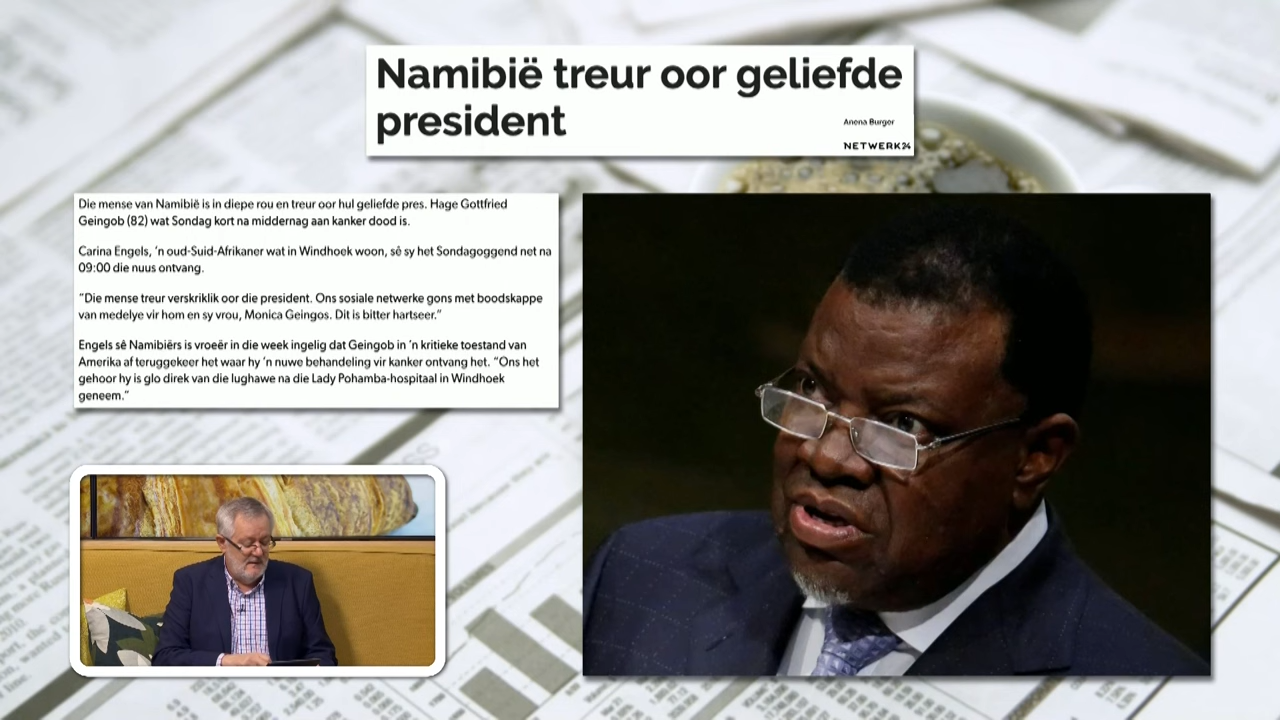 Namibië treur oor geliefde
president
Anena Burger
NETWERK24
Die mense van Namibië is in diepe rou en treur oor hul geliefde pres. Hage Gottfried
Geingob (82) wat Sondag kort na middernag aan kanker dood is.
Carina Engels, ’n oud-Suid-Afrikaner wat in Windhoek woon, sê sy het Sondagoggend net na
09:00 die nuus ontvang.
“Die mense treur verskriklik oor die president. Ons sosiale netwerke gons met boodskappe
van medelye vir hom en sy vrou, Monica Geingos. Dit is bitter hartseer.”
Engels sê Namibiërs is vroeër in die week ingelig dat Geingob in ’n kritieke toestand van
Amerika af teruggekeer het waar hy ’n nuwe behandeling vir kanker ontvang het. “Ons het
gehoor hy is glo direk van die lughawe na die Lady Pohamba-hospitaal in Windhoek
geneem.”